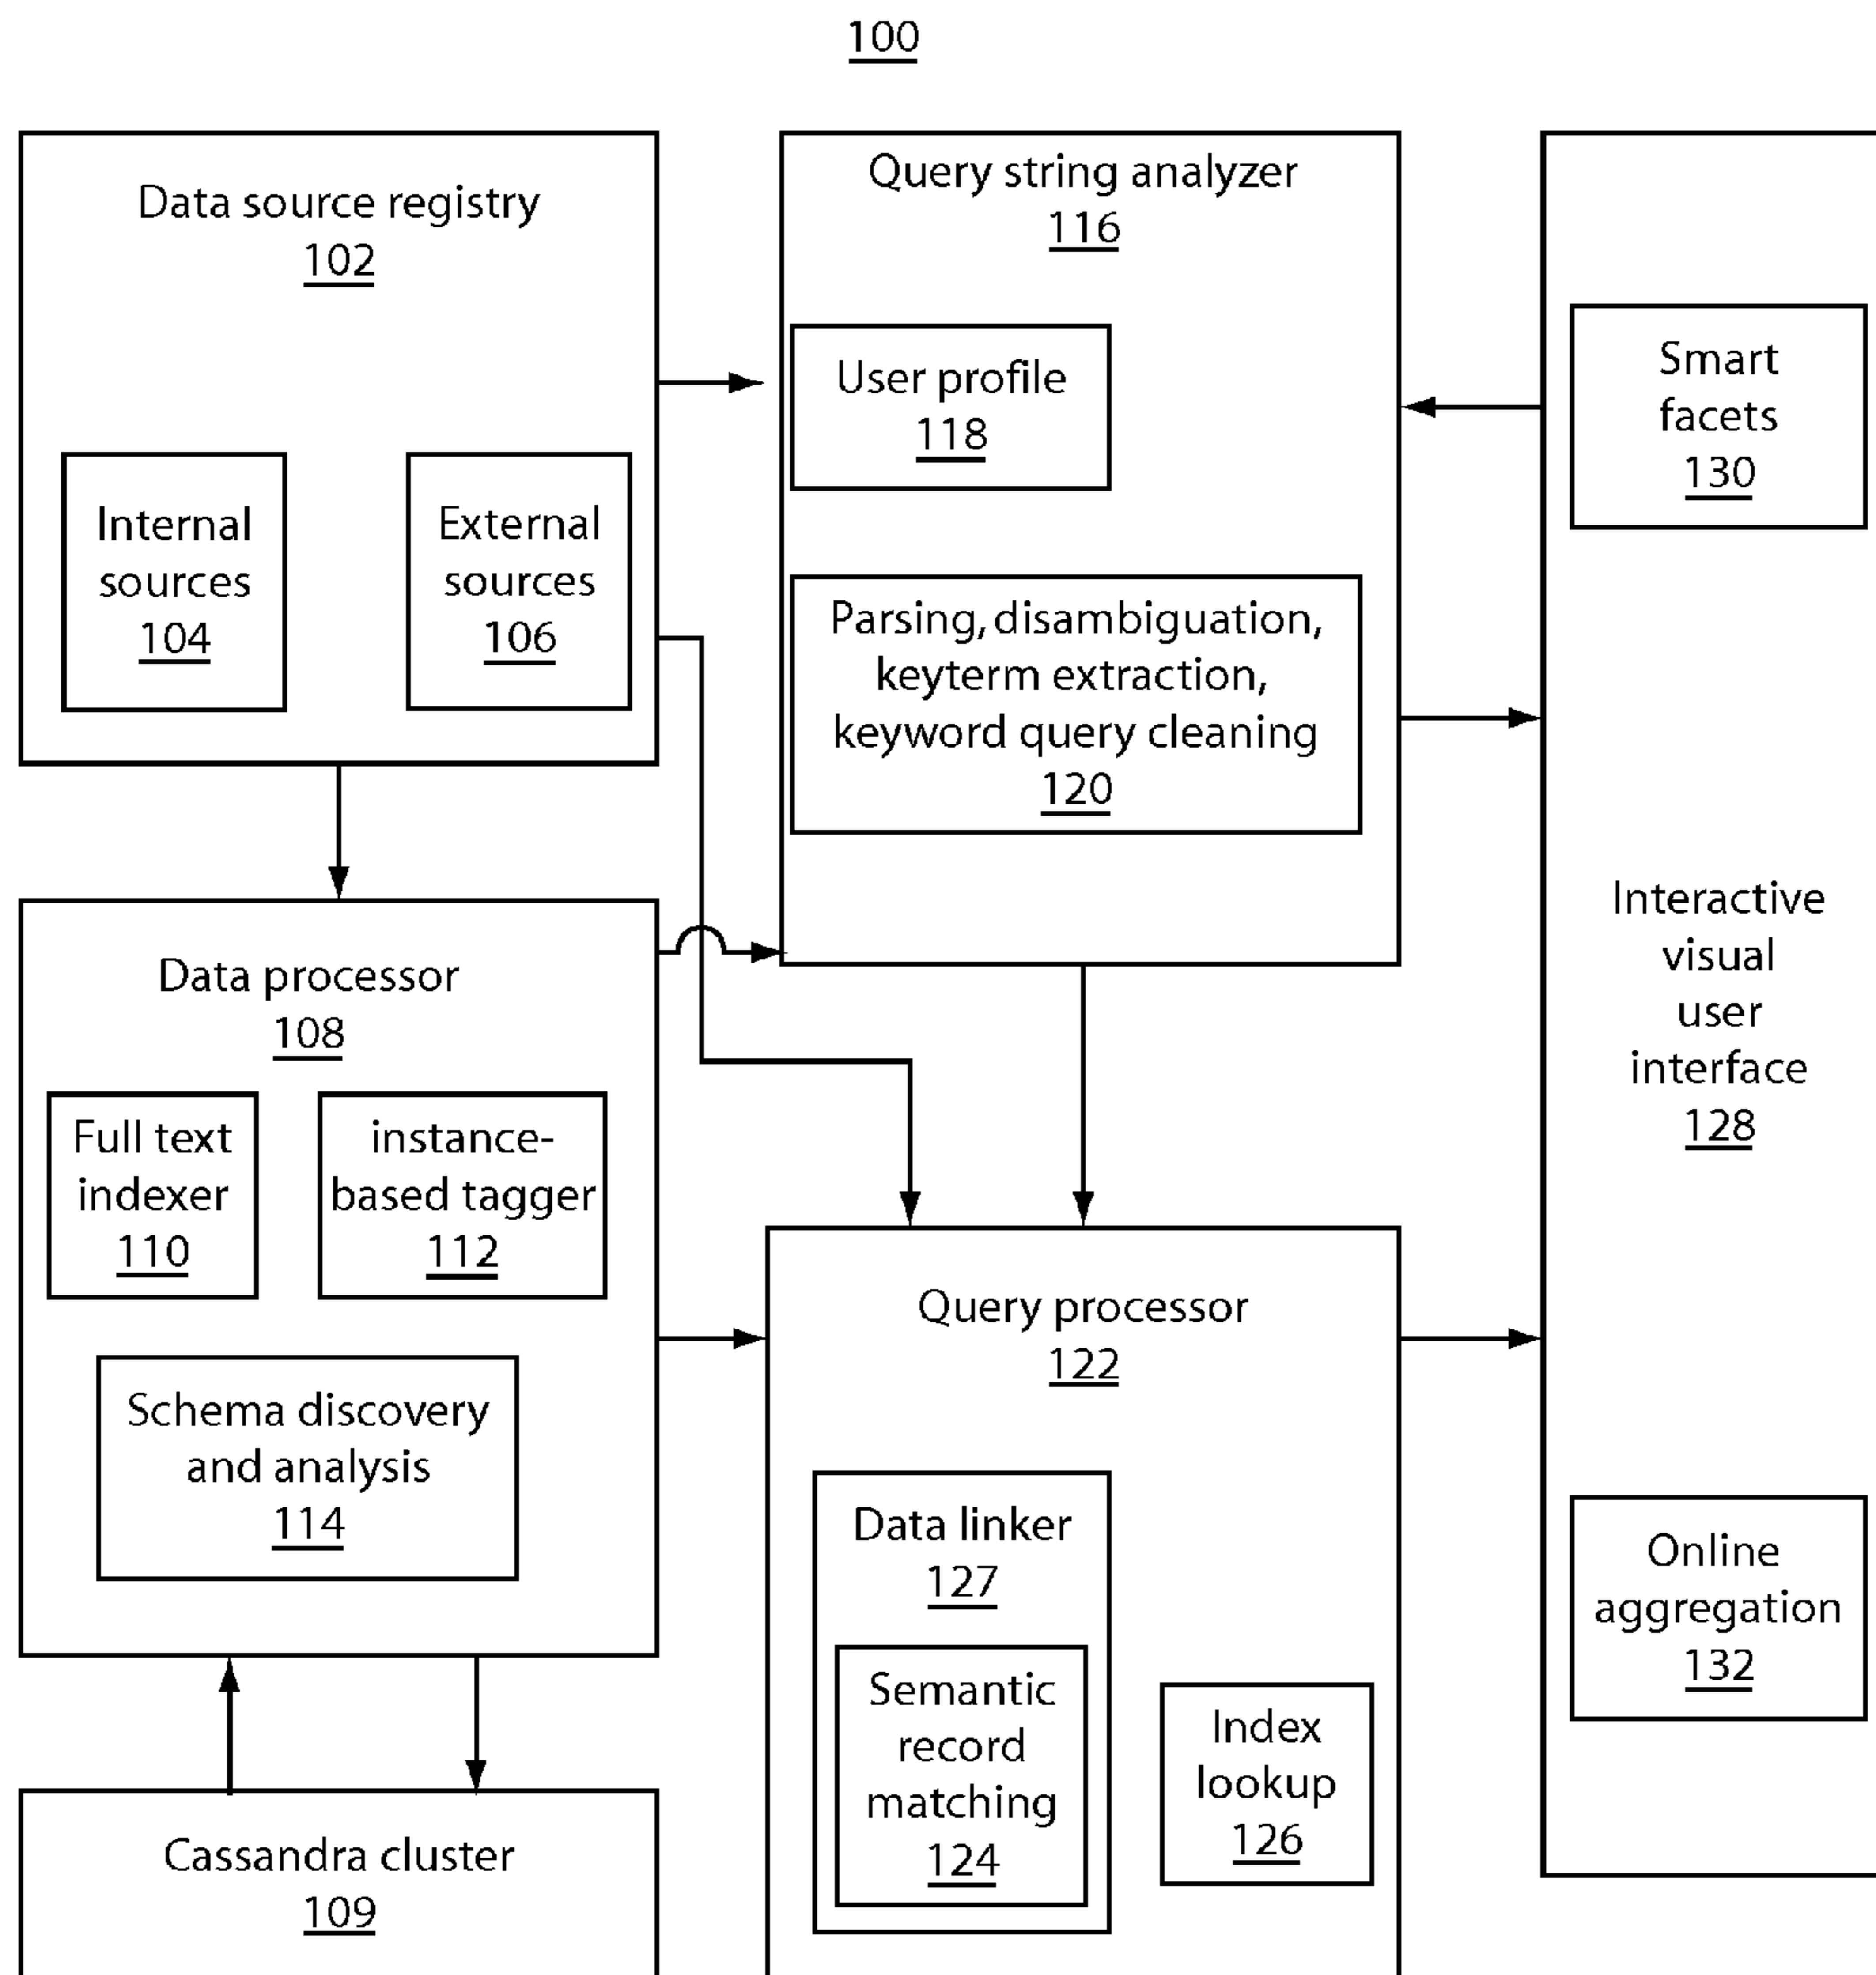 100
Data source registry
102
Internal
sources
104
External
sources
106
Query string analyzer
116
User profile
118
Parsing, disambiguation,
keyterm extraction,
keyword query cleaning
120
Smart
facets
130
Interactive
visual
user
interface
128
Online
aggregation
132
Data processor
108
Full text
indexer
110
instance-
based tagger
112
Schema discovery
and analysis
114
Query processor
122
Data linker
127
Semantic
record
matching
124
Index
lookup
126
Cassandra cluster
109